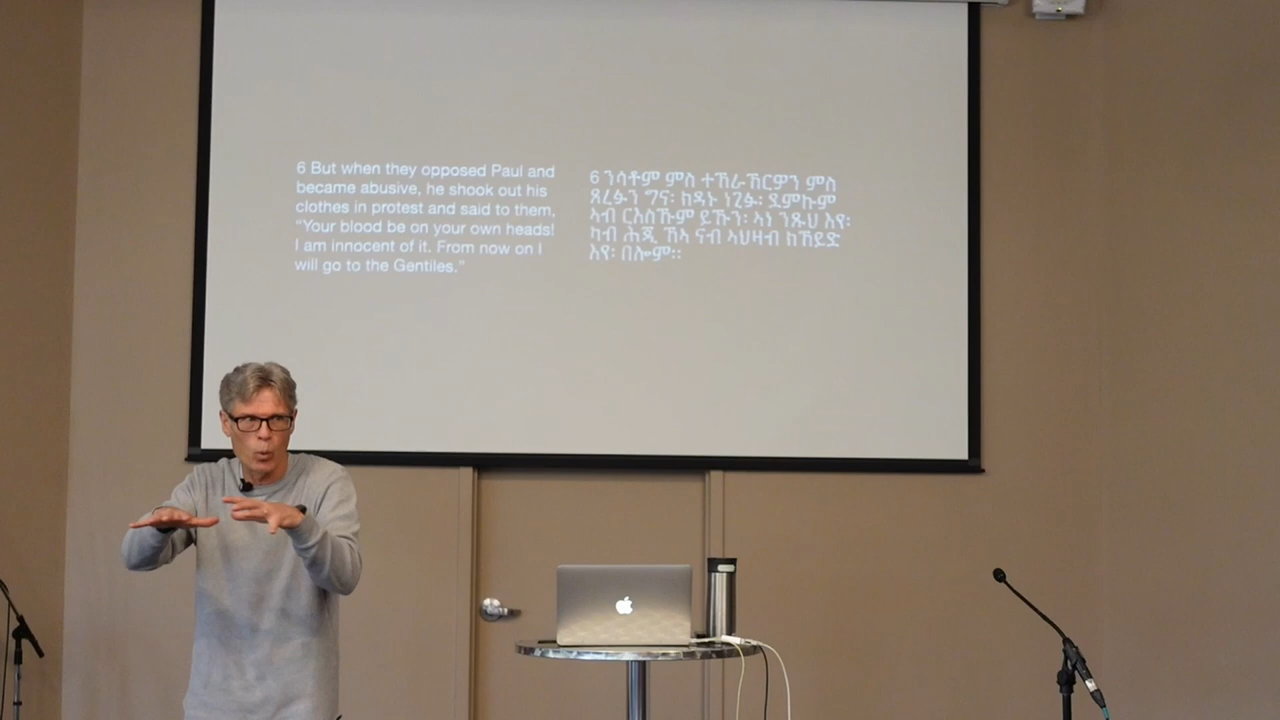 6 But when they opposed Paul and
became abusive, he shook out his
clothes in protest and said to them,
“Your blood be on your own heads!
I am innocent of it. From now on I
will go to the Gentiles.”
6 ንሳቶም ምስ ተኸራኸርዎን ምስ
ጸረፉን ግና፡ ክዳኑ ነጊፉ፡ ደምኩም
ኣብ ርእስኹም ይኹን፡ ኣነ ንጹህ እየ፡
ካብ ሕጂ ኸኣ ናብ ኣህዛብ ክኸይድ
እየ፡ በሎም።